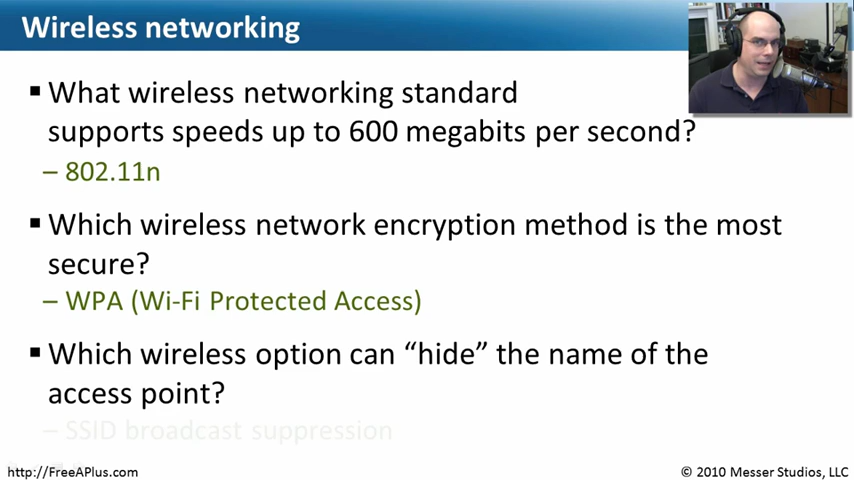 Wireless networking
▪ What wireless networking standard
supports speeds up to 600 megabits per second?
– 802.11n
▪ Which wireless network encryption method is the most
secure?
– WPA (Wi-Fi Protected Access)
▪ Which wireless option can “hide” the name of the
access point?
– SSID broadcast suppression
http://FreeAPlus.com
© 2010 Messer Studios, LLC